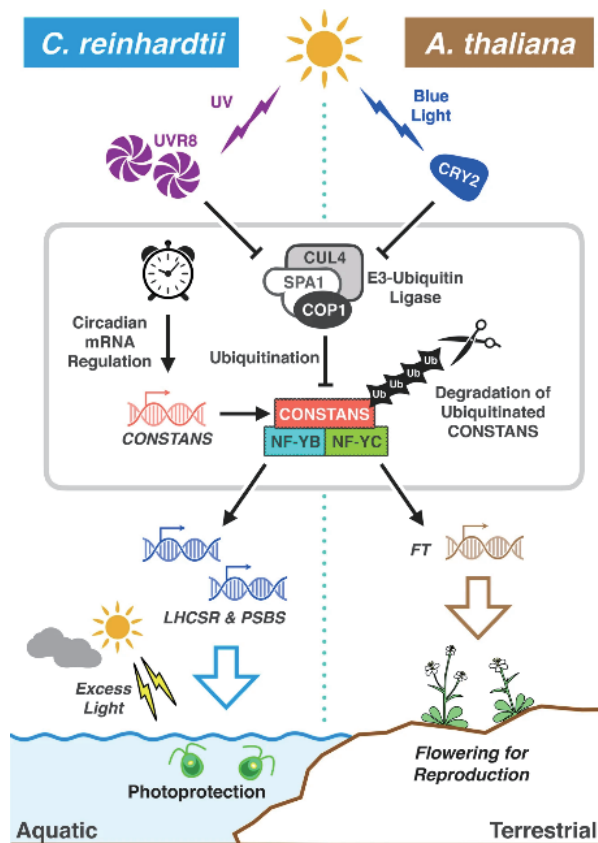 C. reinhardtii
A. thaliana
UV
Blue
Light
UVR8
CRY2
CUL4
SPA1
COP1
E3-Ubiquitin
Ligase
Circadian
mRNA
Regulation
Ubiquitination
Ub
Ub
Ub
Ub
CONSTANS
CONSTANS
NF-YB
NF-YC
Degradation of
Ubiquitinated
CONSTANS
FT
LHCSR & PSBS
Excess
Light
Flowering for
Reproduction
Photoprotection
Aquatic
Terrestrial